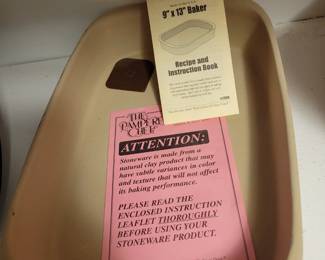 9" x 13" Baker
Recipe and
Instruction Book
THE
PAMPERED
CHEF
ATTENTION:
Stoneware is made from a
natural clay product that may
have subtle variances in color
and texture that will not affect
its baking performance.
PLEASE READ THE
ENCLOSED INSTRUCTION
LEAFLET THOROUGHLY
BEFORE USING YOUR
STONEWARE PRODUCT.